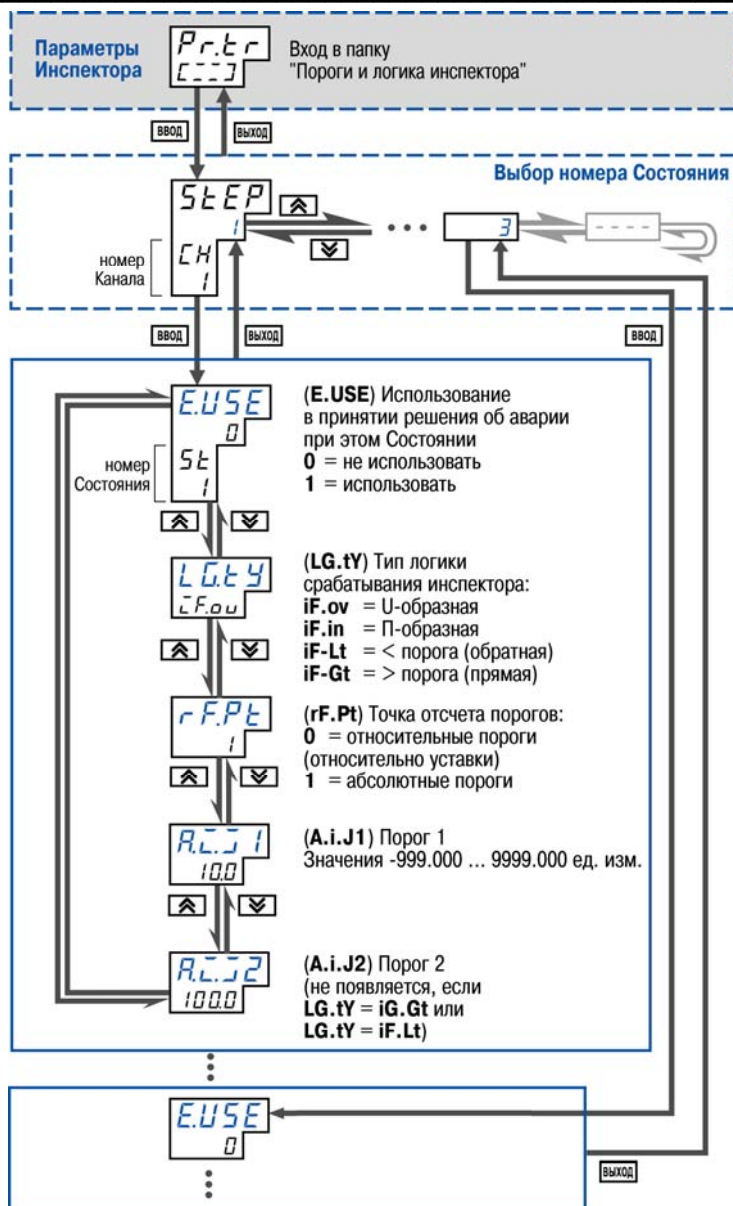 Параметры
Инспектора
Pr.tr
[---]
Вход в папку
"Пороги и логика инспектора"
ВВОД
ВЫХОД
Выбор номера Состояния
StEP
1
CH
1
номер
Канала
3
- - - -
ВВОД
ВЫХОД
ВВОД
E.USE
0
St
1
номер
Состояния
(E.USE) Использование
в принятии решения об аварии
при этом Состоянии
0 = не использовать
1 = использовать
LG.tY
iF.ou
(LG.tY) Тип логики
срабатывания инспектора:
iF.ov = U-образная
iF.in = П-образная
iF-Lt = < порога (обратная)
iF-Gt = > порога (прямая)
rF.Pt
1
(rF.Pt) Точка отсчета порогов:
0 = относительные пороги
(относительно уставки)
1 = абсолютные пороги
A.i.J1
10.0
(A.i.J1) Порог 1
Значения -999.000 ... 9999.000 ед. изм.
A.i.J2
100.0
(A.i.J2) Порог 2
(не появляется, если
LG.tY = iG.Gt или
LG.tY = iF.Lt)
E.USE
0
ВЫХОД